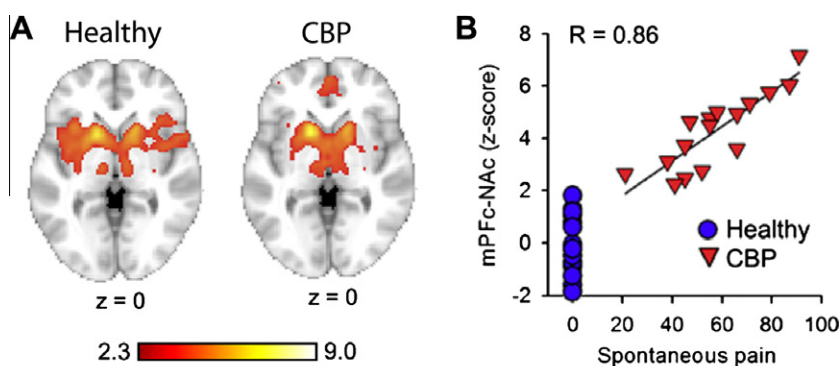 A
Healthy
CBP
z = 0
z = 0
2.3
9.0
B
R = 0.86
mPFc-NAc (z-score)
8
6
4
2
0
-2
Healthy
CBP
0 20 40 60 80 100
Spontaneous pain